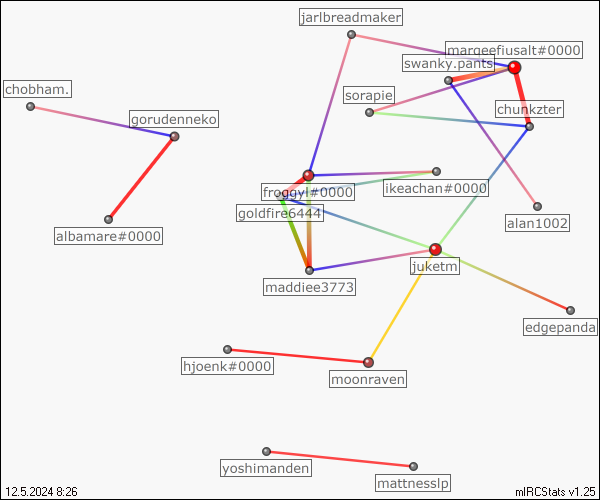 jarlbreadmaker
margeefiusalt#0000
swanky.pants
chobham.
sorapie
chunkzter
gorudenneko
froggyl#0000
ikeachan#0000
goldfire6444
alan1002
albamare#0000
juketm
maddiee3773
edgepanda
hjoenk#0000
moonraven
yoshimanden
mattnesslp
12.5.2024 8:26
mIRCStats v1.25